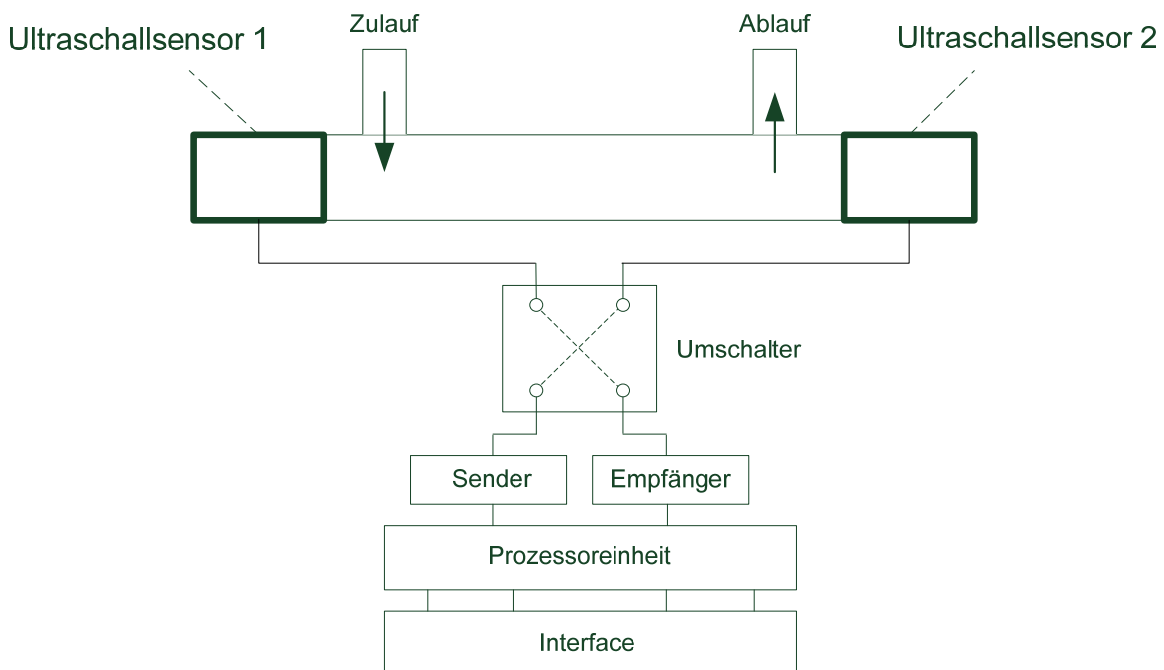 Zulauf
Ablauf
Ultraschallsensor 1
Ultraschallsensor 2
Umschalter
Sender
Empfänger
Prozessoreinheit
Interface